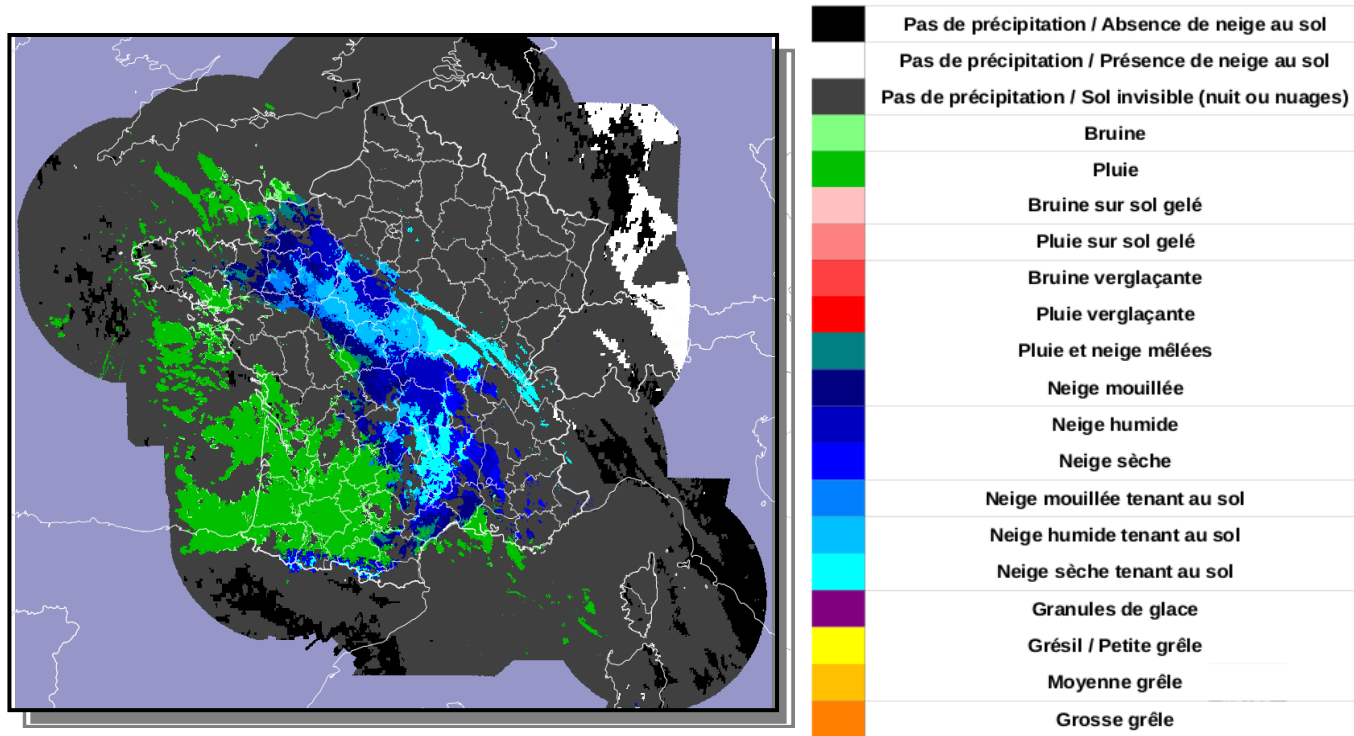 Pas de précipitation / Absence de neige au sol
Pas de précipitation / Présence de neige au sol
Pas de précipitation / Sol invisible (nuit ou nuages)
Bruine
Pluie
Bruine sur sol gelé
Pluie sur sol gelé
Bruine verglaçante
Pluie verglaçante
Pluie et neige mêlées
Neige mouillée
Neige humide
Neige sèche
Neige mouillée tenant au sol
Neige humide tenant au sol
Neige sèche tenant au sol
Granules de glace
Grésil / Petite grêle
Moyenne grêle
Grosse grêle